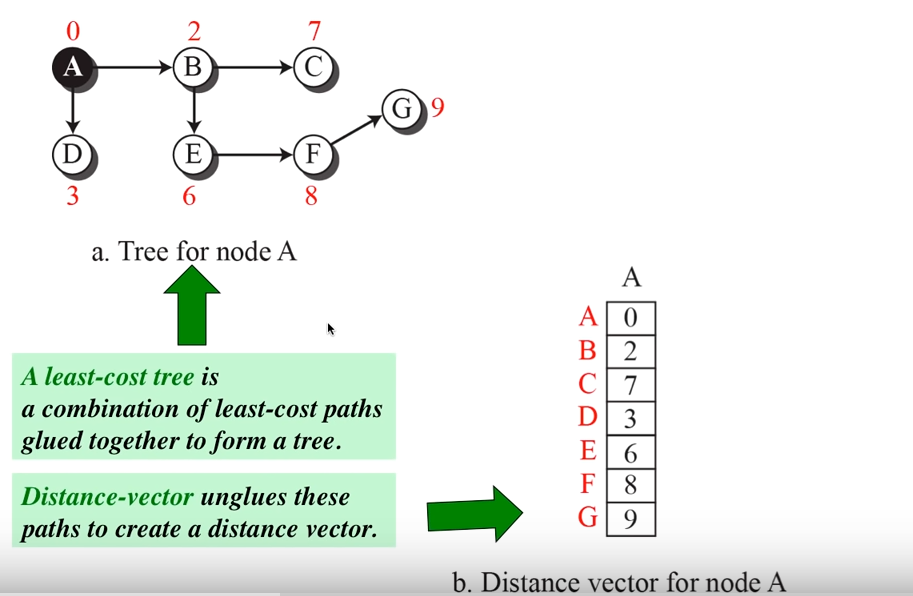 0 2 7
A B C
G 9
D E F
3 6 8
a. Tree for node A
A least-cost tree is
a combination of least-cost paths
glued together to form a tree.
Distance-vector unglues these
paths to create a distance vector.
A
A 0
B 2
C 7
D 3
E 6
F 8
G 9
b. Distance vector for node A